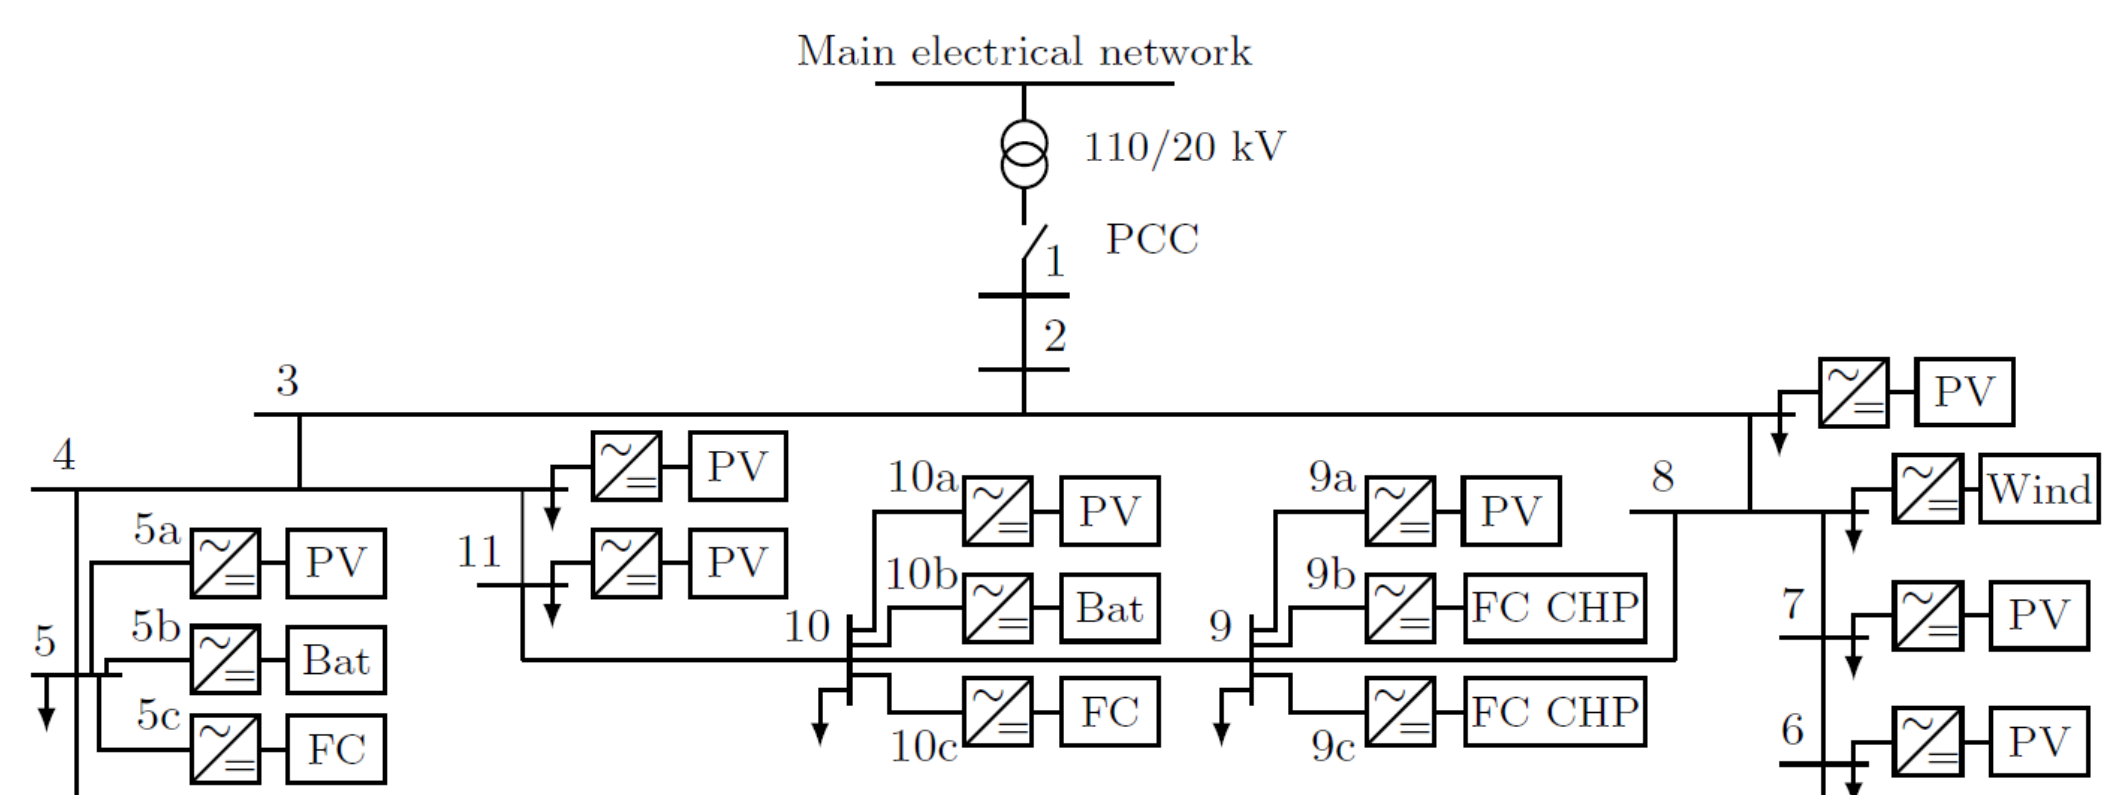 Main electrical network
110/20 kV
PCC
1
2
3
PV
4
PV
10a
PV
9a
PV
8
Wind
5a
PV
11
PV
10b
Bat
9b
FC CHP
7
PV
5
5b
Bat
10
9
5c
FC
10c
FC
9c
FC CHP
6
PV